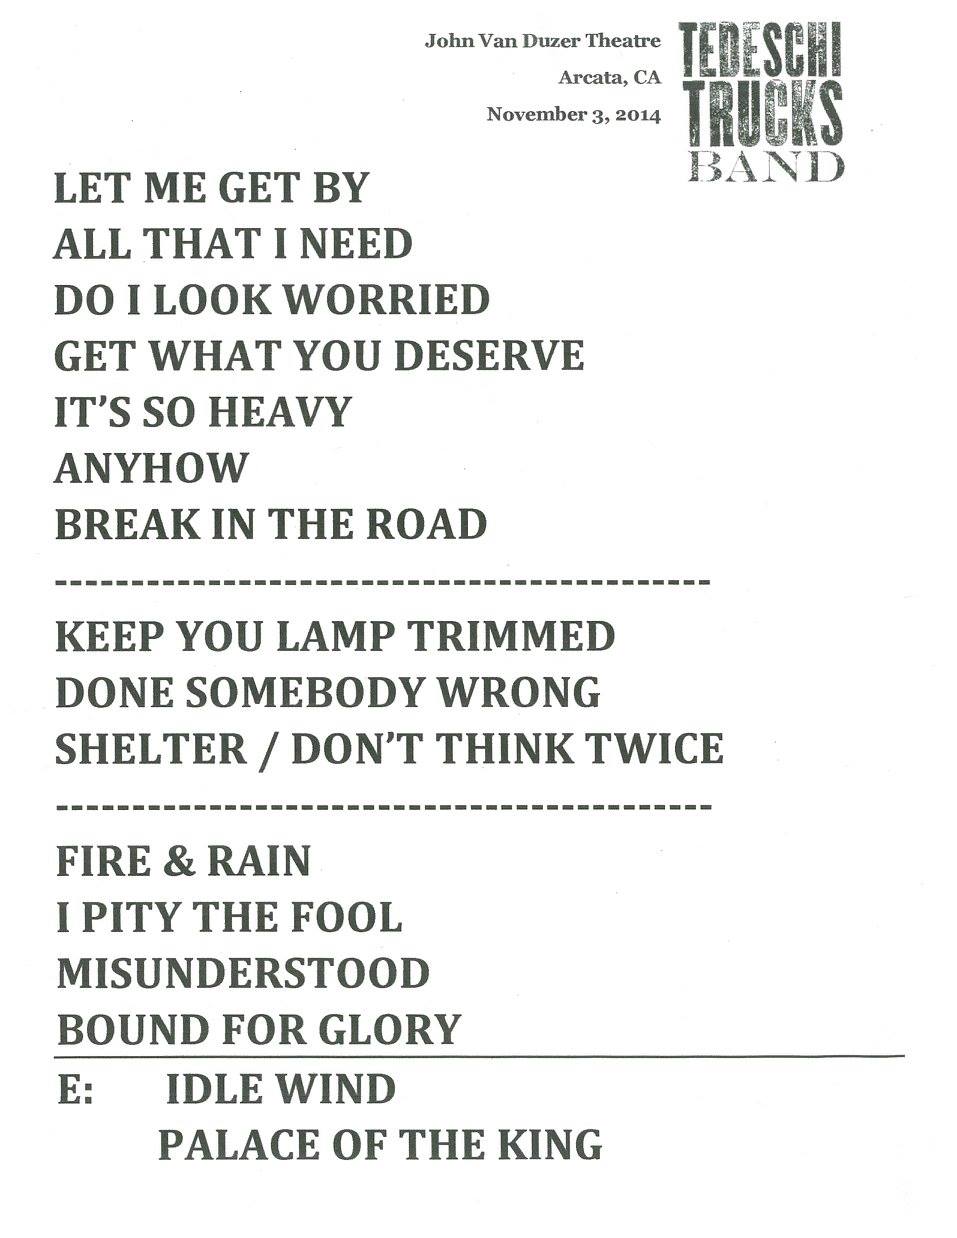 John Van Duzer Theatre
Arcata, CA
November 3, 2014
TEDESCHI
TRUCKS
BAND
LET ME GET BY
ALL THAT I NEED
DO I LOOK WORRIED
GET WHAT YOU DESERVE
IT’S SO HEAVY
ANYHOW
BREAK IN THE ROAD
-------------------------------------------
KEEP YOU LAMP TRIMMED
DONE SOMEBODY WRONG
SHELTER / DON’T THINK TWICE
-------------------------------------------
FIRE & RAIN
I PITY THE FOOL
MISUNDERSTOOD
BOUND FOR GLORY
E: IDLE WIND
PALACE OF THE KING